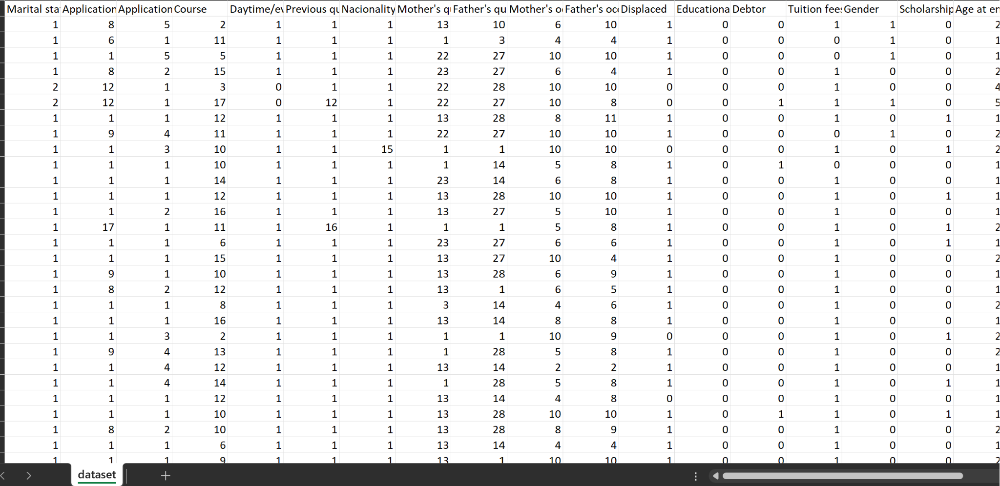 Marital sta Application Application Course Daytime/ev Previous qu Nacionality Mother's q Father's qu Mother's o Father's occ Displaced Educationa Debtor Tuition fees Gender Scholarship Age at en
1 8 5 2 1 1 1 13 10 6 10 1 0 0 1 1 0 2
1 6 1 11 1 1 1 1 3 4 4 1 0 0 0 1 0 1
1 1 5 5 1 1 1 22 27 10 10 1 0 0 0 1 0 1
1 8 2 15 1 1 1 23 27 6 4 1 0 0 1 0 0 2
2 12 1 3 0 1 1 22 28 10 10 0 0 0 1 0 0 4
2 12 1 17 0 12 1 22 27 10 8 0 0 1 1 1 0 5
1 1 1 12 1 1 1 13 28 8 11 1 0 0 1 0 1 1
1 9 4 11 1 1 1 22 27 10 10 1 0 0 0 1 0 2
1 1 3 10 1 1 15 1 1 10 10 0 0 0 1 0 1 2
1 1 1 10 1 1 1 1 14 5 8 1 0 1 0 0 0 1
1 1 1 14 1 1 1 23 14 6 8 1 0 0 1 0 0 1
1 1 1 12 1 1 1 13 28 10 10 1 0 0 1 0 1 1
1 1 2 16 1 1 1 13 27 5 10 1 0 0 1 0 0 1
1 17 1 11 1 16 1 1 1 5 8 1 0 0 1 0 1 2
1 1 1 6 1 1 1 23 27 6 6 1 0 0 1 0 1 1
1 1 1 15 1 1 1 13 27 10 4 1 0 0 1 0 0 2
1 9 1 10 1 1 1 13 28 6 9 1 0 0 1 0 0 1
1 8 2 12 1 1 1 13 1 6 5 1 0 0 1 0 0 1
1 1 1 8 1 1 1 3 14 4 6 1 0 0 1 0 0 2
1 1 1 16 1 1 1 13 14 8 8 1 0 0 1 0 0 1
1 1 3 2 1 1 1 1 1 10 9 0 0 0 1 0 1 2
1 9 4 13 1 1 1 1 28 5 8 1 0 0 1 0 0 2
1 1 4 12 1 1 1 13 14 2 2 1 0 0 1 0 0 1
1 1 4 14 1 1 1 1 28 5 8 1 0 0 1 0 1 1
1 1 1 12 1 1 1 13 14 4 8 0 0 0 1 0 0 1
1 1 1 10 1 1 1 13 28 10 10 1 0 1 1 0 1 1
1 8 2 10 1 1 1 13 28 8 9 1 0 0 1 0 0 2
1 1 1 6 1 1 1 13 14 4 4 1 0 0 1 0 0 1
1 1 1 9 1 1 1 13 1 10 10 1 0 0 1 0 0 2
dataset